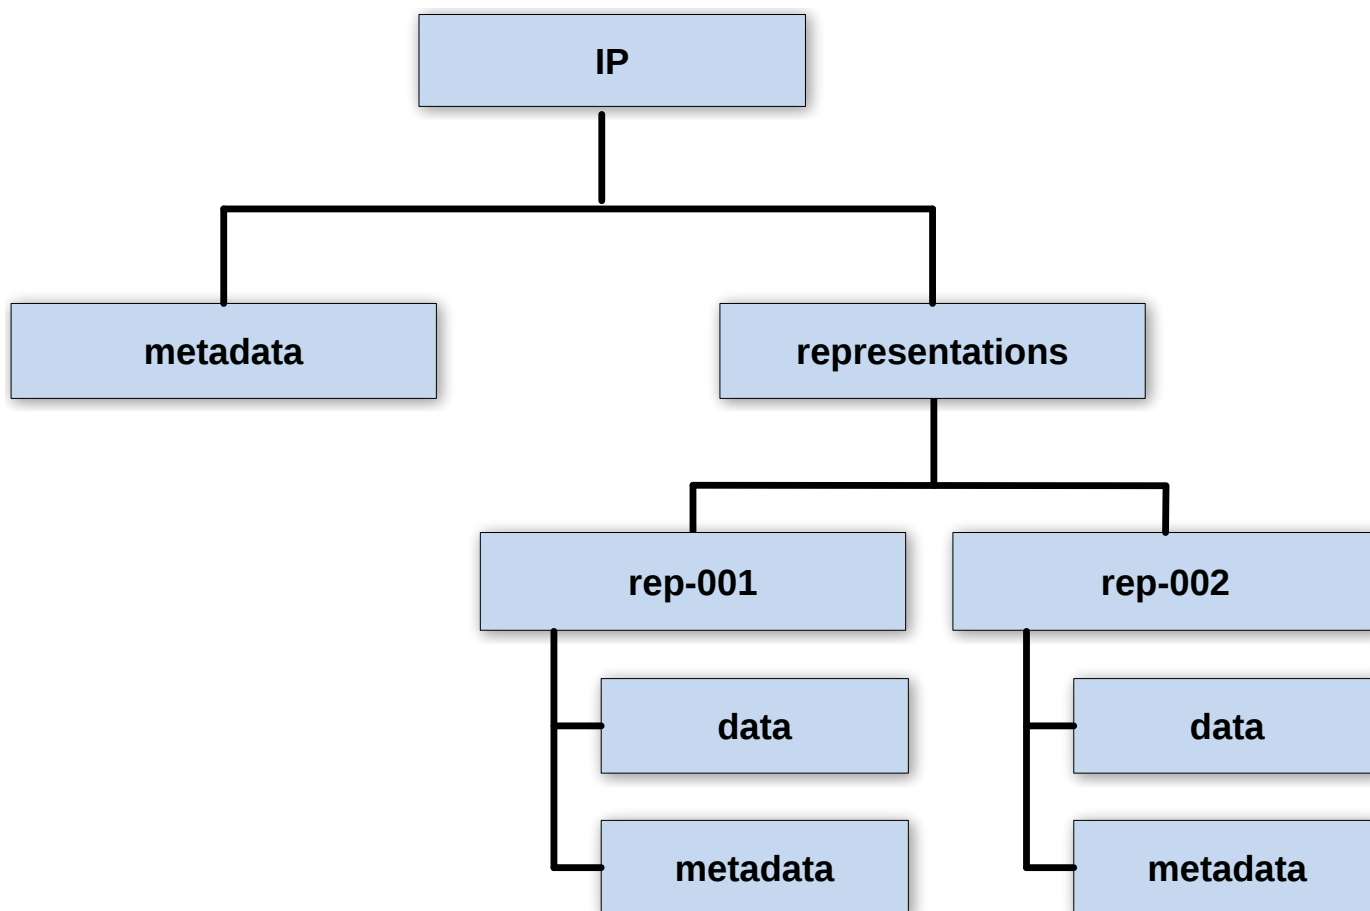 IP
metadata
representations
rep-001
rep-002
data
data
metadata
metadata